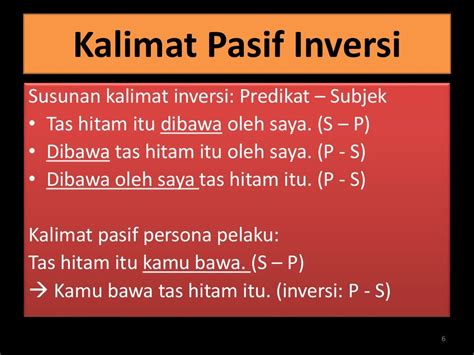 Kalimat Pasif Inversi
Susunan kalimat inversi: Predikat – Subjek
• Tas hitam itu dibawa oleh saya. (S – P)
• Dibawa tas hitam itu oleh saya. (P - S)
• Dibawa oleh saya tas hitam itu. (P - S)
Kalimat pasif persona pelaku:
Tas hitam itu kamu bawa. (S – P)
→ Kamu bawa tas hitam itu. (inversi: P - S)
6